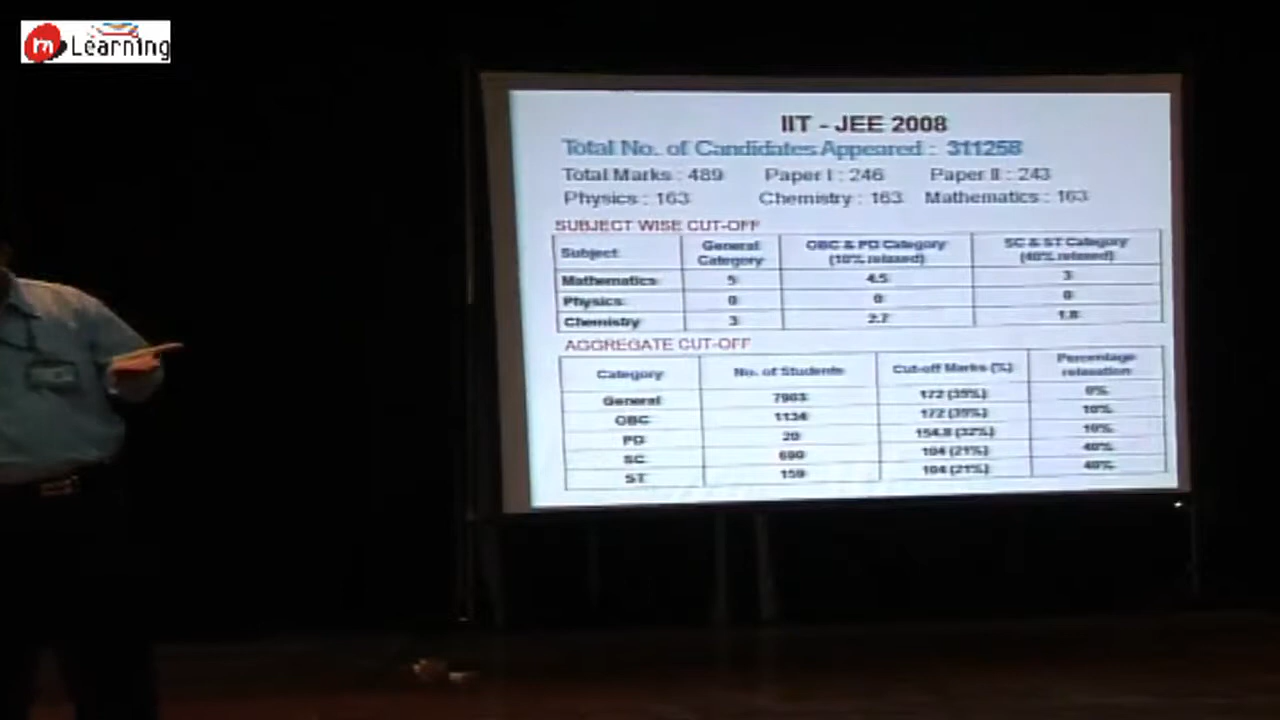 m Learning
IIT - JEE 2008
Total No. of Candidates Appeared : 311258
Total Marks : 489 Paper I : 246 Paper II : 243
Physics : 163 Chemistry : 163 Mathematics : 163
SUBJECT WISE CUT-OFF
Subject General Category OBC & PD Category (10% relaxed) SC & ST Category (40% relaxed)
Mathematics 5 4.5 3
Physics 0 0 0
Chemistry 3 2.7 1.8
AGGREGATE CUT-OFF
Category No. of Students Cut-off Marks (%) Percentage relaxation
General 172 (35%) 0%
OBC 1134 172 (35%) 10%
PD 20 154.8 (32%) 10%
SC 690 104 (21%) 40%
ST 159 104 (21%) 40%